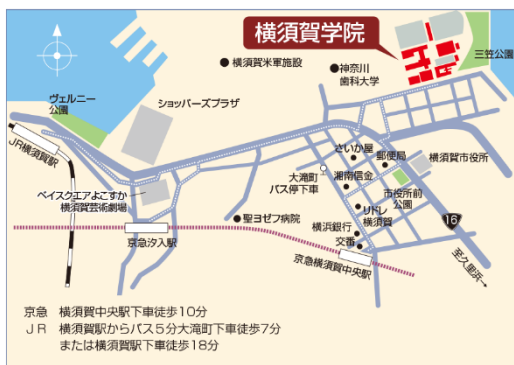 横須賀学院
三笠公園
横須賀米軍施設
神奈川
歯科大学
ヴェルニー
公園
ショッパーズプラザ
JR横須賀駅
さいか屋
郵便局
横須賀市役所
大滝町
バス停下車
湘南信金
市役所前
公園
ベイスクエアよこすか
横須賀芸術劇場
リドレ
横須賀
聖ヨゼフ病院
横浜銀行
16
交番
京急汐入駅
京急横須賀中央駅
至久里浜→
京急 横須賀中央駅下車徒歩10分
JR 横須賀駅からバス5分大滝町下車徒歩7分
または横須賀駅下車徒歩18分